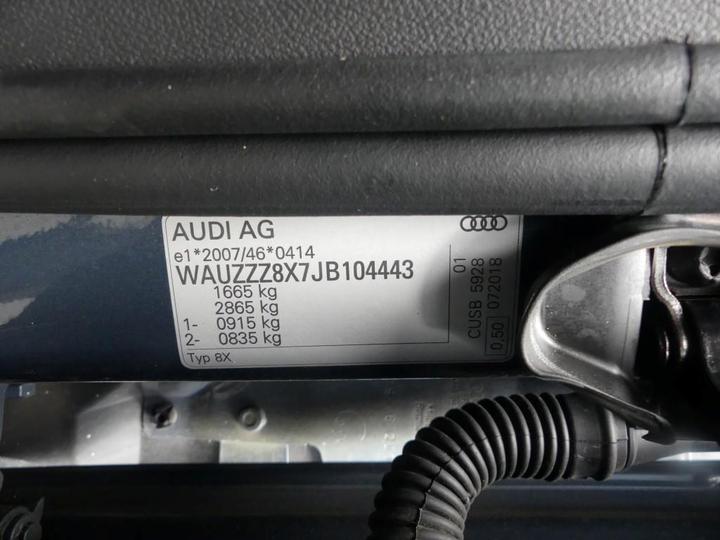 AUDI AG
e1*2007/46*0414
WAUZZZ8X7JB104443
1665 kg
2865 kg
1- 0915 kg
2- 0835 kg
Typ 8X
01
CUSB 5928
0.50 072018